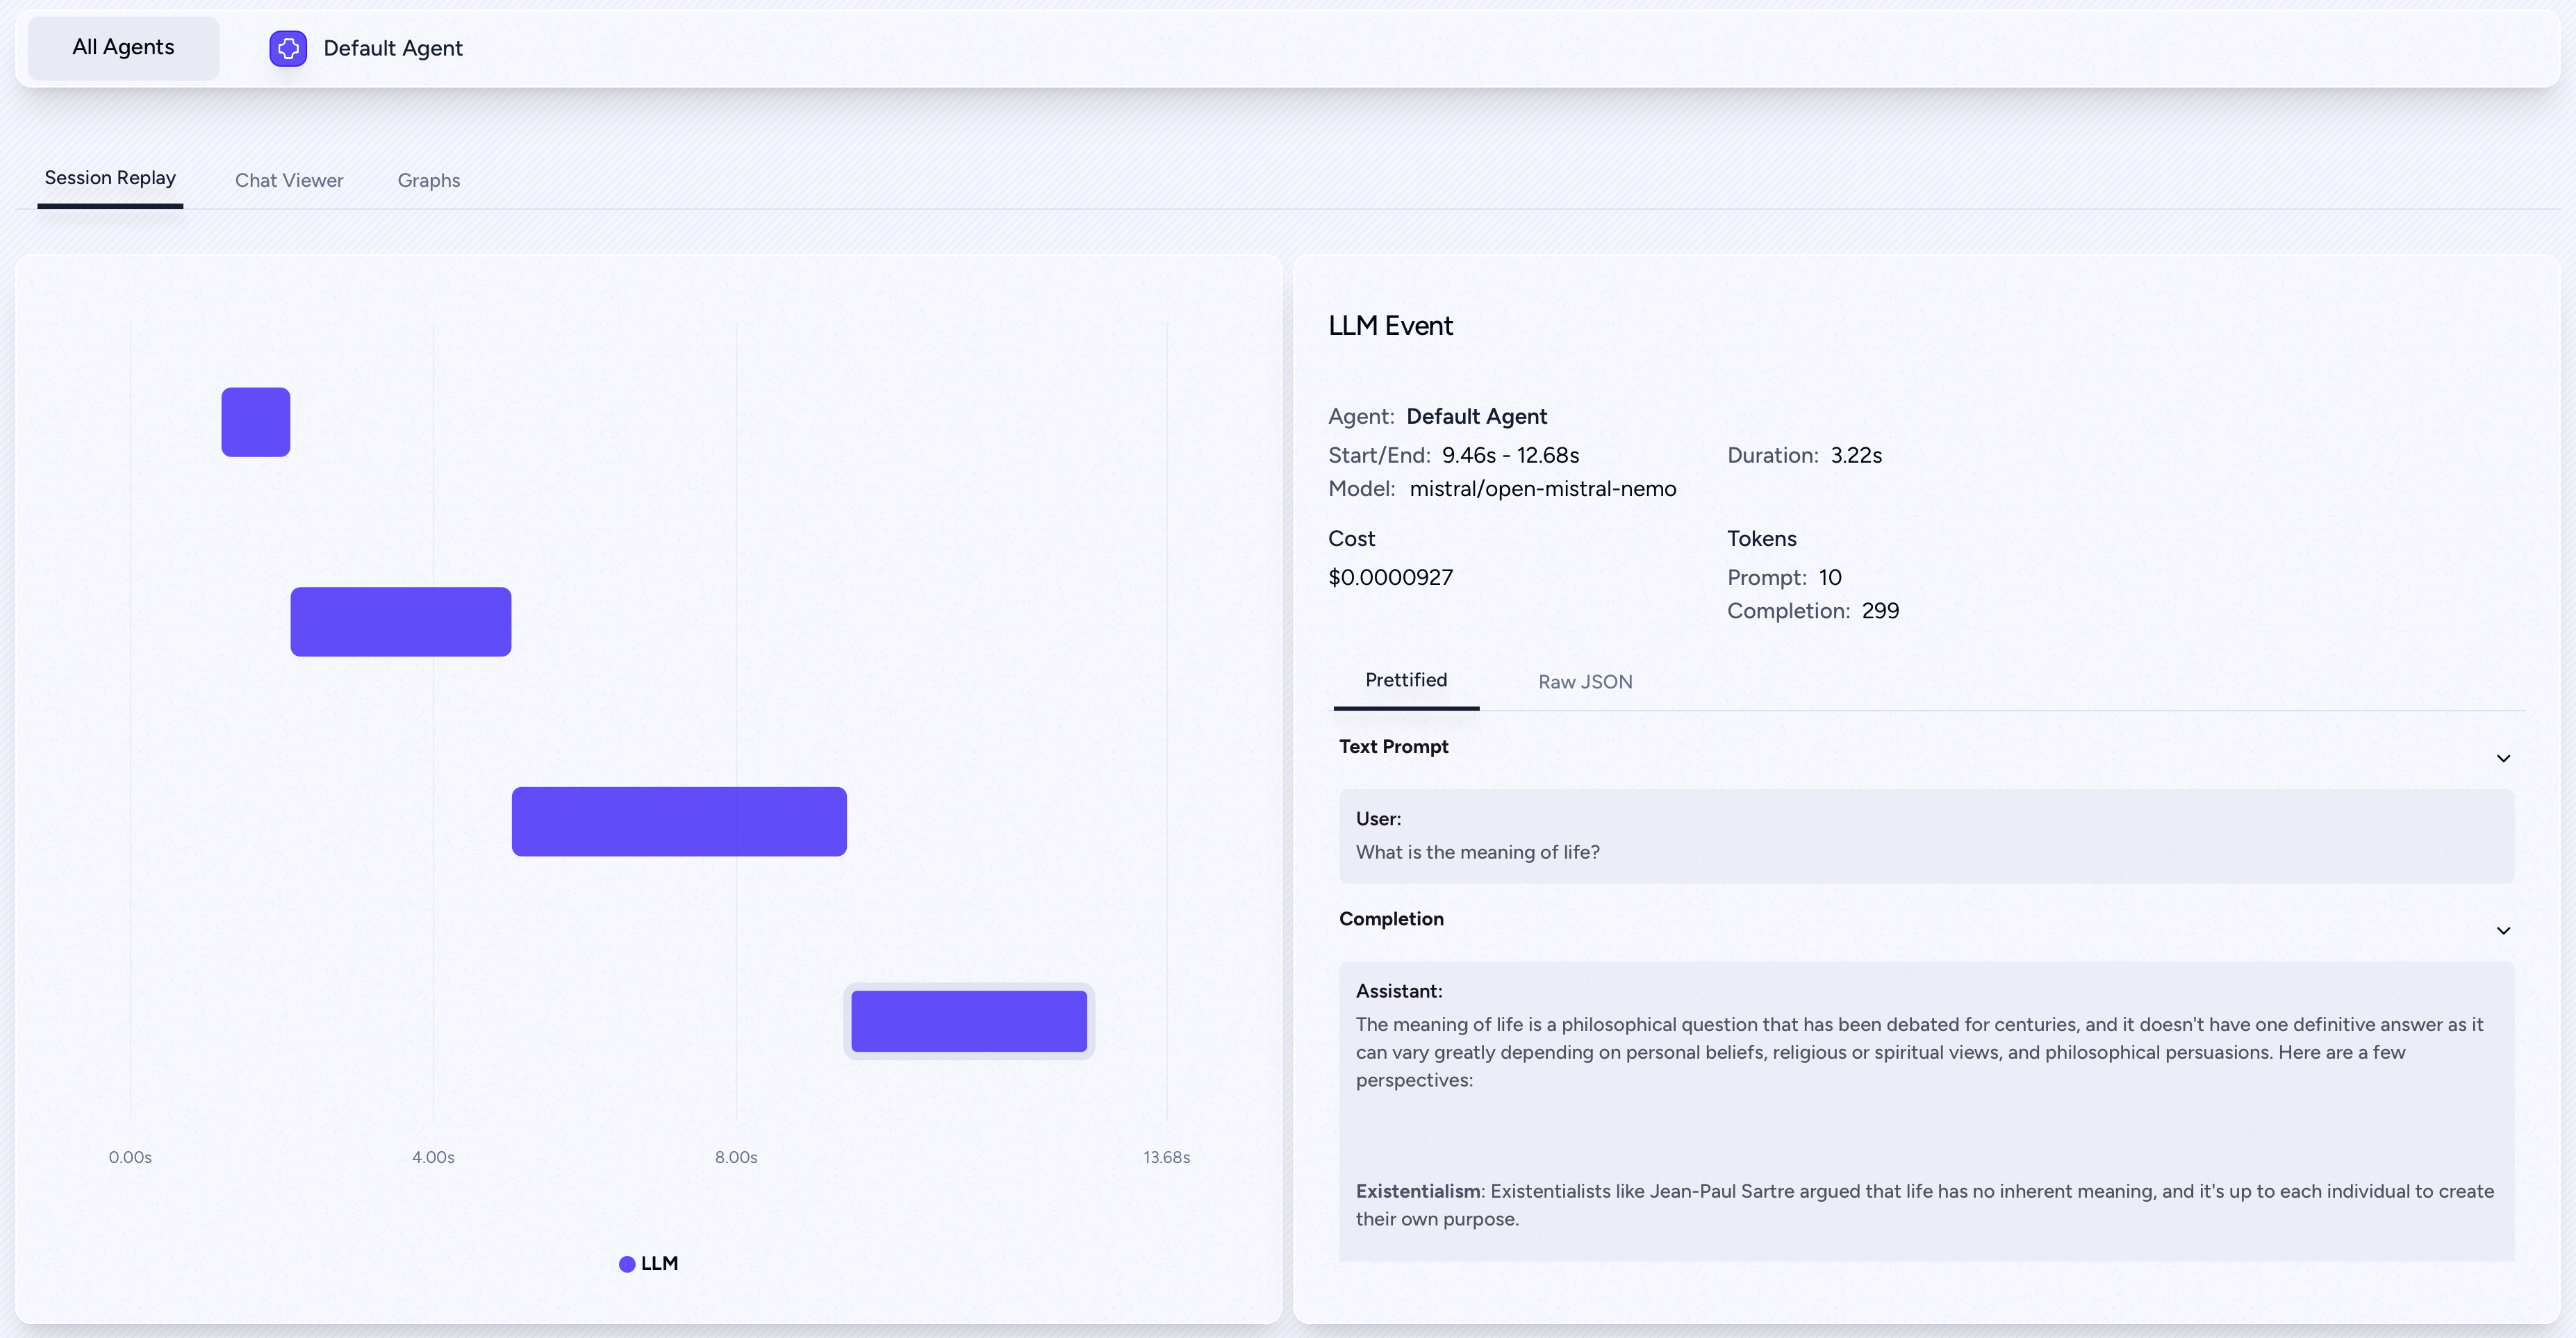 All Agents
Default Agent
Session Replay
Chat Viewer
Graphs
0.00s
4.00s
8.00s
13.68s
LLM
LLM Event
Agent: Default Agent
Start/End: 9.46s - 12.68s
Duration: 3.22s
Model: mistral/open-mistral-nemo
Cost
$0.0000927
Tokens
Prompt: 10
Completion: 299
Prettified
Raw JSON
Text Prompt
User:
What is the meaning of life?
Completion
Assistant:
The meaning of life is a philosophical question that has been debated for centuries, and it doesn't have one definitive answer as it
can vary greatly depending on personal beliefs, religious or spiritual views, and philosophical persuasions. Here are a few
perspectives:
Existentialism: Existentialists like Jean-Paul Sartre argued that life has no inherent meaning, and it's up to each individual to create
their own purpose.